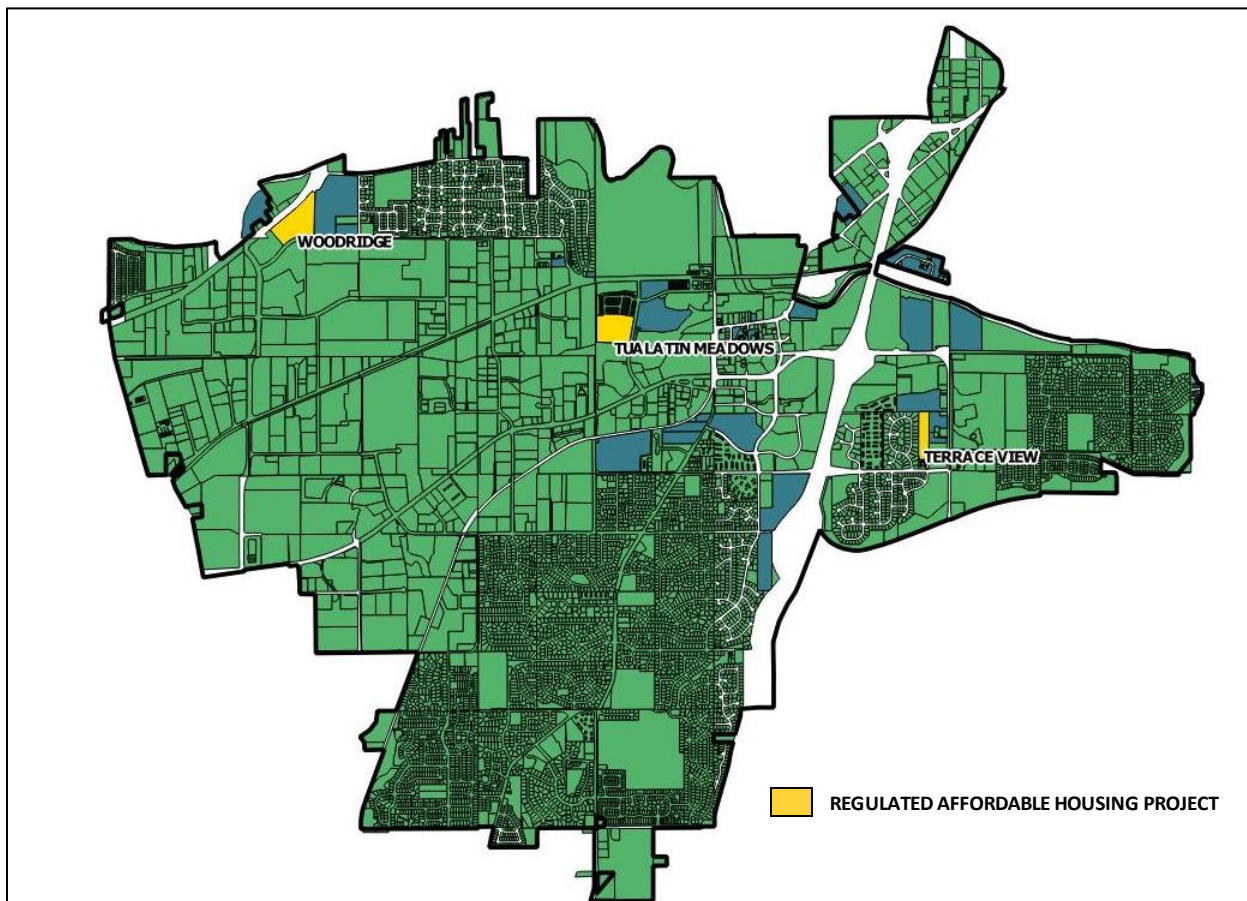 WOODRIDGE
TUALATIN MEADOWS
TERRACE VIEW
REGULATED AFFORDABLE HOUSING PROJECT